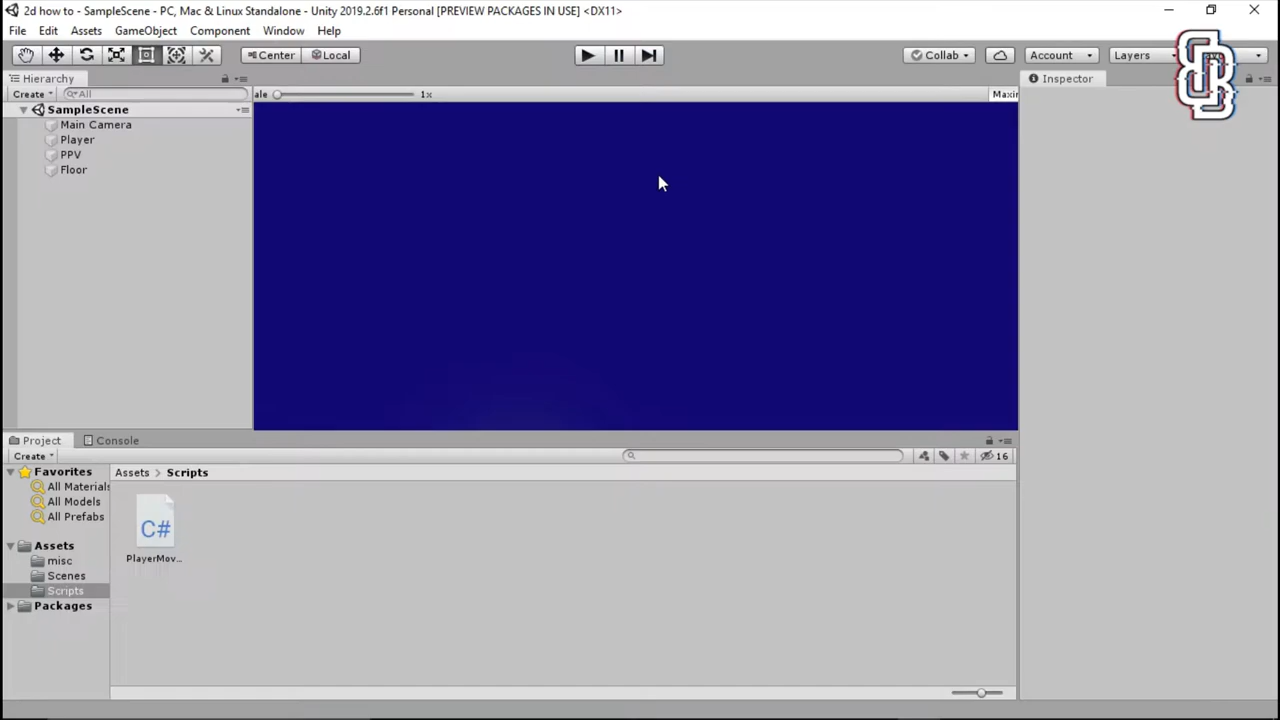 2d how to - SampleScene - PC, Mac & Linux Standalone - Unity 2019.2.6f1 Personal [PREVIEW PACKAGES IN USE] <DX11>
File Edit Assets GameObject Component Window Help
Center Local Collab Account Layers
Hierarchy
Inspector
Create All
ale 1x Maxin
SampleScene
Main Camera
Player
PPV
Floor
Project Console
Create
16
Favorites
All Materials
All Models
All Prefabs
Assets > Scripts
C#
PlayerMov...
Assets
misc
Scenes
Scripts
Packages